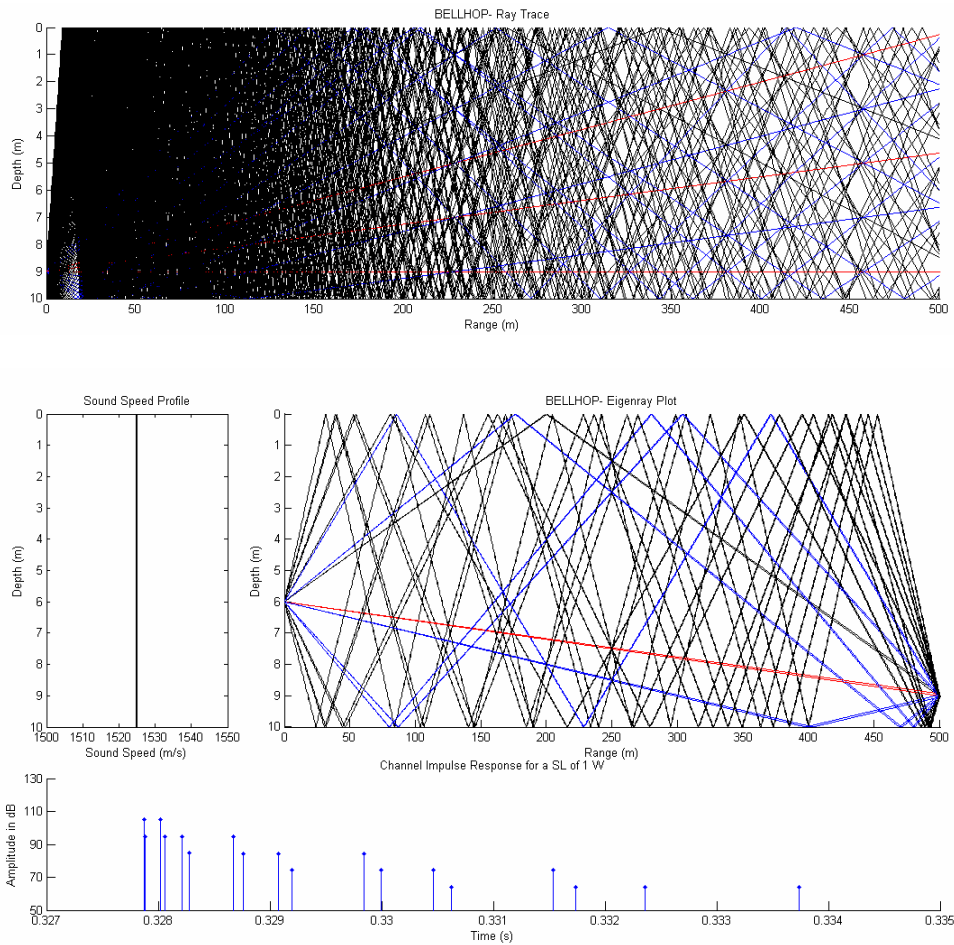 BELLHOP- Ray Trace
Depth (m)
0
1
2
3
4
5
6
7
8
9
10
0 50 100 150 200 250 300 350 400 450 500
Range (m)
Sound Speed Profile
Depth (m)
0
1
2
3
4
5
6
7
8
9
10
1500 1510 1520 1530 1540 1550
Sound Speed (m/s)
BELLHOP- Eigenray Plot
Depth (m)
0
1
2
3
4
5
6
7
8
9
10
0 50 100 150 200 250 300 350 400 450 500
Range (m)
Channel Impulse Response for a SL of 1 W
Amplitude in dB
130
110
90
70
50
0.327 0.328 0.329 0.33 0.331 0.332 0.333 0.334 0.335
Time (s)